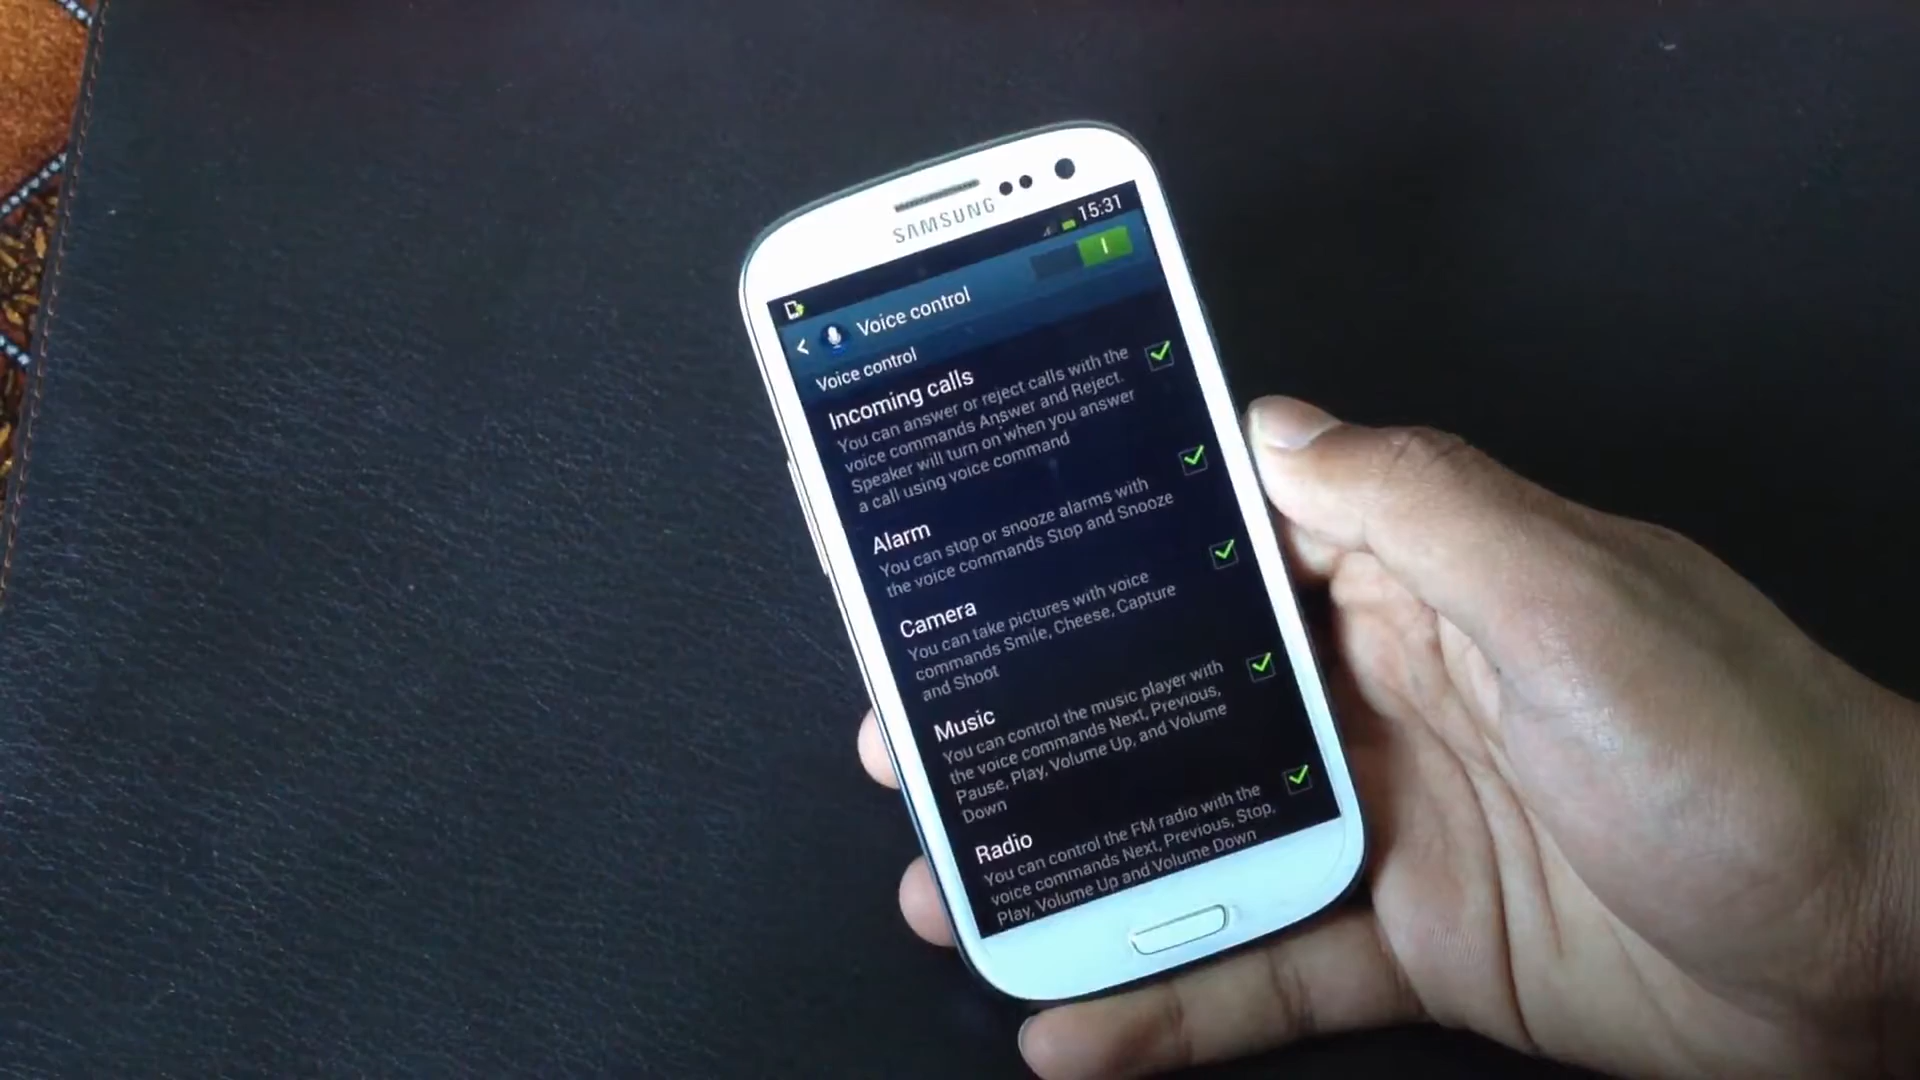 SAMSUNG
15:31
Voice control
Voice control
Incoming calls
You can answer or reject calls with the
voice commands Answer and Reject.
Speaker will turn on when you answer
a call using voice command
Alarm
You can stop or snooze alarms with
the voice commands Stop and Snooze
Camera
You can take pictures with voice
commands Smile, Cheese, Capture
and Shoot
Music
You can control the music player with
the voice commands Next, Previous,
Pause, Play, Volume Up, and Volume
Down
Radio
You can control the FM radio with the
voice commands Next, Previous, Stop,
Play, Volume Up and Volume Down